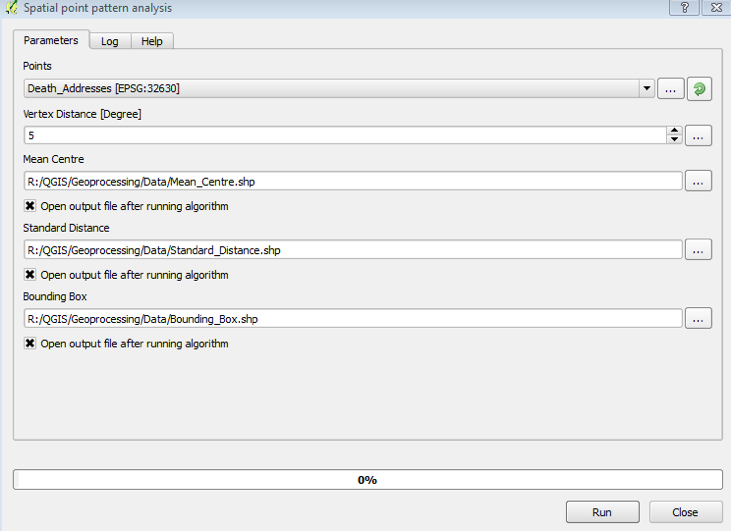 Spatial point pattern analysis
?
Parameters
Log
Help
Points
Death_Addresses [EPSG:32630]
...
Vertex Distance [Degree]
5
...
Mean Centre
R:/QGIS/Geoprocessing/Data/Mean_Centre.shp
...
Open output file after running algorithm
Standard Distance
R:/QGIS/Geoprocessing/Data/Standard_Distance.shp
...
Open output file after running algorithm
Bounding Box
R:/QGIS/Geoprocessing/Data/Bounding_Box.shp
...
Open output file after running algorithm
0%
Run
Close